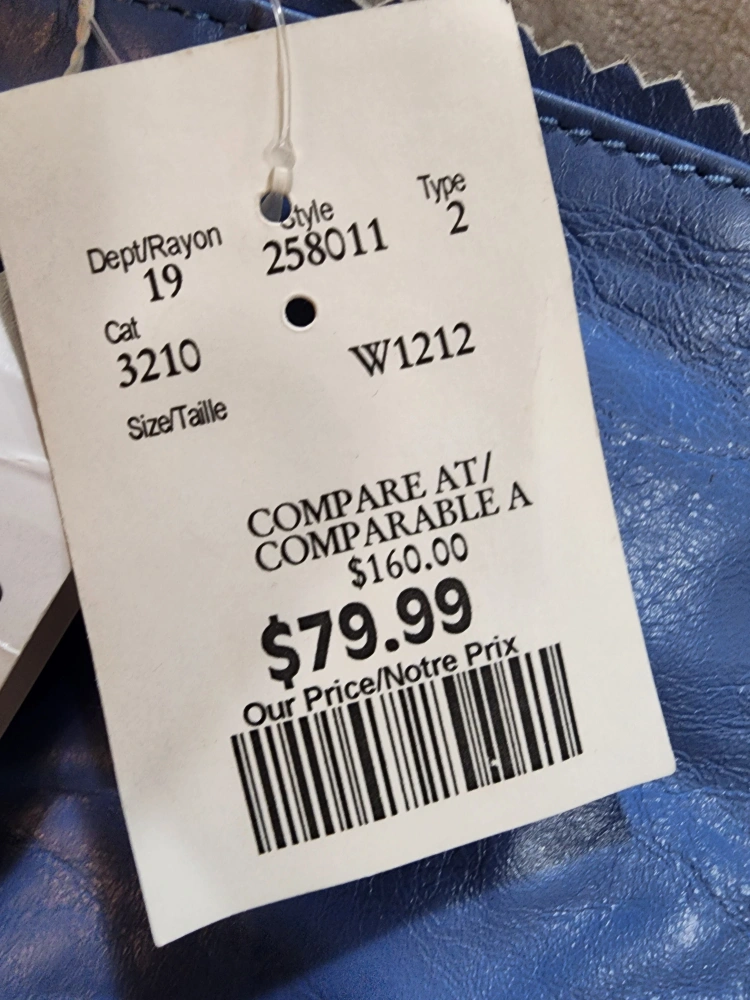 Dept/Rayon Style Type
19 258011 2
Cat
3210 W1212
Size/Taille
COMPARE AT/
COMPARABLE A
$160.00
$79.99
Our Price/Notre Prix